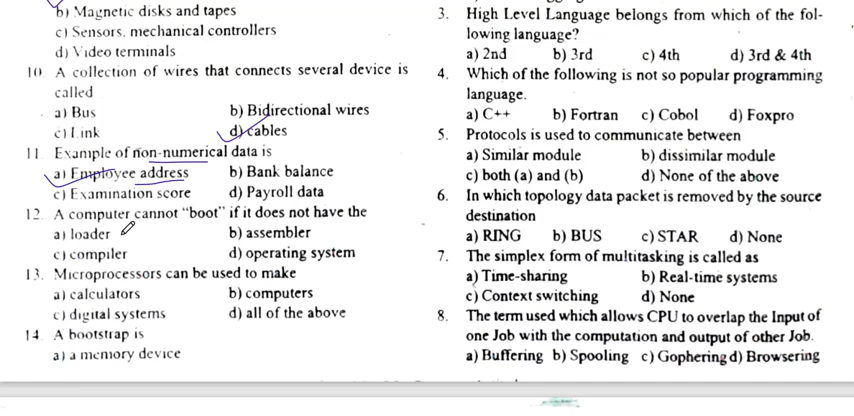 b) Magnetic disks and tapes
c) Sensors, mechanical controllers
d) Video terminals
10. A collection of wires that connects several device is
called
a) Bus b) Bidirectional wires
c) Link d) cables
11. Example of non-numerical data is
a) Employee address b) Bank balance
c) Examination score d) Payroll data
12. A computer cannot "boot" if it does not have the
a) loader b) assembler
c) compiler d) operating system
13. Microprocessors can be used to make
a) calculators b) computers
c) digital systems d) all of the above
14. A bootstrap is
a) a memory device
3. High Level Language belongs from which of the fol-
lowing language?
a) 2nd b) 3rd c) 4th d) 3rd & 4th
4. Which of the following is not so popular programming
language.
a) C++ b) Fortran c) Cobol d) Foxpro
5. Protocols is used to communicate between
a) Similar module b) dissimilar module
c) both (a) and (b) d) None of the above
6. In which topology data packet is removed by the source
destination
a) RING b) BUS c) STAR d) None
7. The simplex form of multitasking is called as
a) Time-sharing b) Real-time systems
c) Context switching d) None
8. The term used which allows CPU to overlap the Input of
one Job with the computation and output of other Job.
a) Buffering b) Spooling c) Gophering d) Browsering